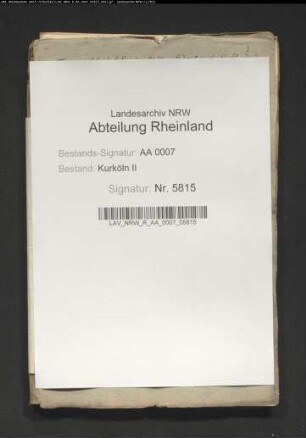 Landesarchiv NRW
Abteilung Rheinland
Bestands-Signatur: AA 0007
Bestand: Kurköln II
Signatur: Nr. 5815
LAV_NRW_R_AA_0007_05815